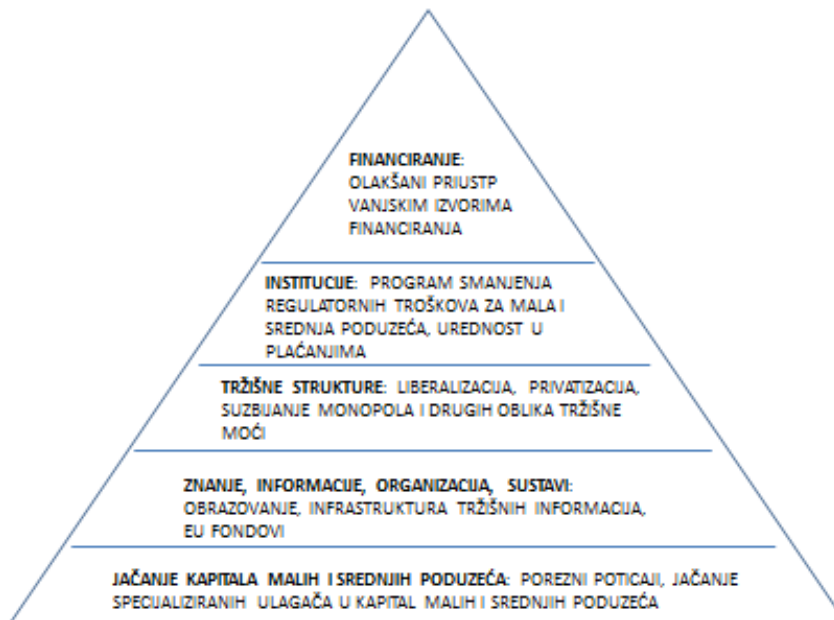 FINANCIRANJE:
OLAKŠANI PRIUSTP
VANJSKIM IZVORIMA
FINANCIRANJA
INSTITUCIJE: PROGRAM SMANJENJA
REGULATORNIH TROŠKOVA ZA MALA I
SREDNJA PODUZEĆA, UREDNOST U
PLAĆANJIMA
TRŽIŠNE STRUKTURE: LIBERALIZACIJA, PRIVATIZACIJA,
SUZBIJANJE MONOPOLA I DRUGIH OBLIKA TRŽIŠNE
MOĆI
ZNANJE, INFORMACIJE, ORGANIZACIJA, SUSTAVI:
OBRAZOVANJE, INFRASTRUKTURA TRŽIŠNIH INFORMACIJA,
EU FONDOVI
JAČANJE KAPITALA MALIH I SREDNJIH PODUZEĆA: POREZNI POTICAJI, JAČANJE
SPECIJALIZIRANIH ULAGAČA U KAPITAL MALIH I SREDNJIH PODUZEĆA